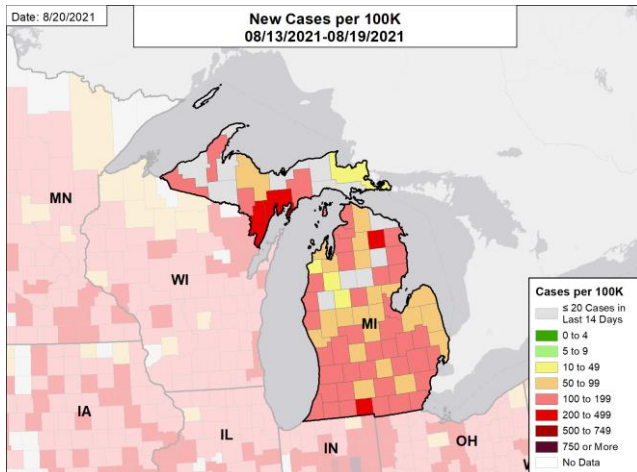 Date: 8/20/2021
New Cases per 100K
08/13/2021-08/19/2021
MN
WI
MI
IA
IL
IN
OH
Cases per 100K
≤ 20 Cases in
Last 14 Days
0 to 4
5 to 9
10 to 49
50 to 99
100 to 199
200 to 499
500 to 749
750 or More
No Data